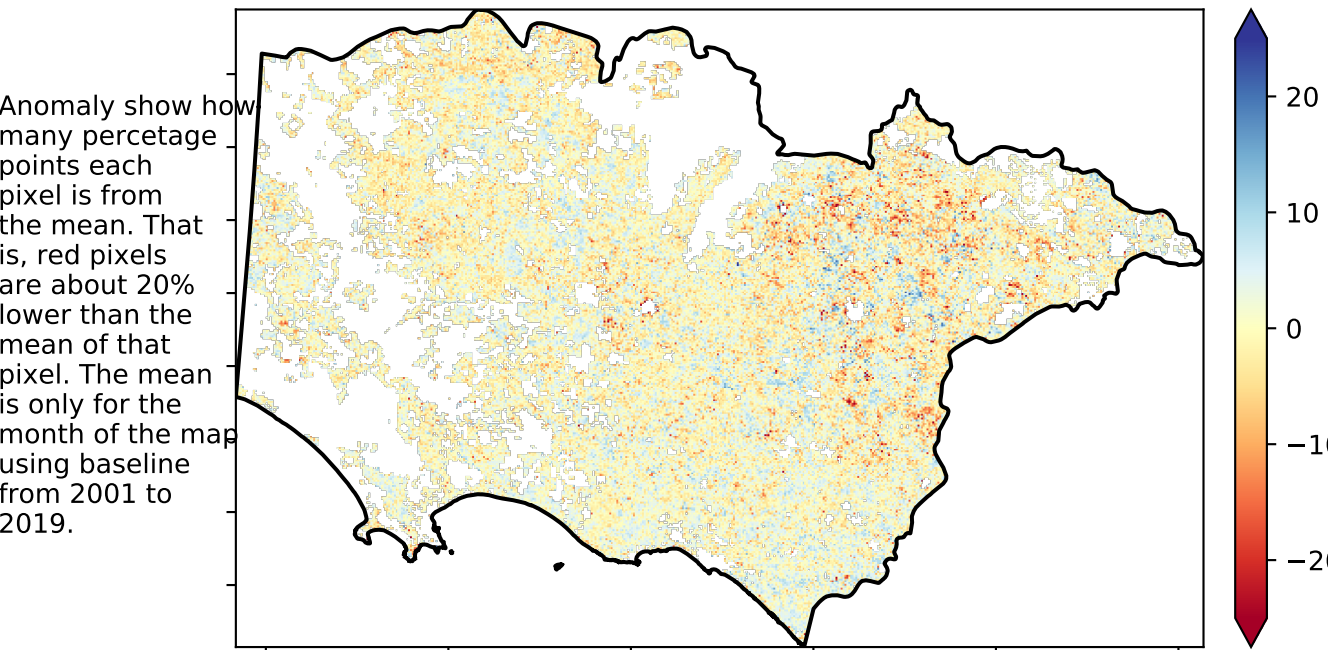 Anomaly show how
many percetage
points each
pixel is from
the mean. That
is, red pixels
are about 20%
lower than the
mean of that
pixel. The mean
is only for the
month of the map
using baseline
from 2001 to
2019.
20
10
0